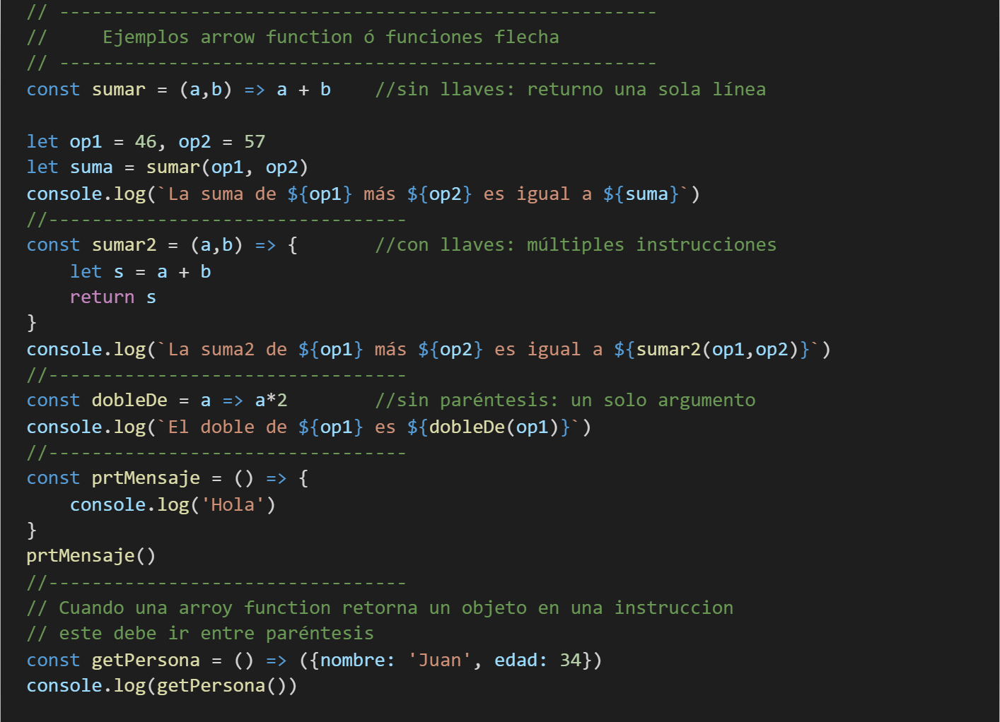 // -------------------------------------------------------
//     Ejemplos arrow function ó funciones flecha
// -------------------------------------------------------
const sumar = (a,b) => a + b    //sin llaves: returno una sola línea

let op1 = 46, op2 = 57
let suma = sumar(op1, op2)
console.log(`La suma de ${op1} más ${op2} es igual a ${suma}`)
//---------------------------------
const sumar2 = (a,b) => {       //con llaves: múltiples instrucciones
    let s = a + b
    return s
}
console.log(`La suma2 de ${op1} más ${op2} es igual a ${sumar2(op1,op2)}`)
//---------------------------------
const dobleDe = a => a*2        //sin paréntesis: un solo argumento
console.log(`El doble de ${op1} es ${dobleDe(op1)}`)
//---------------------------------
const prtMensaje = () => {
    console.log('Hola')
}
prtMensaje()
//---------------------------------
// Cuando una arroy function retorna un objeto en una instruccion
// este debe ir entre paréntesis
const getPersona = () => ({nombre: 'Juan', edad: 34})
console.log(getPersona())